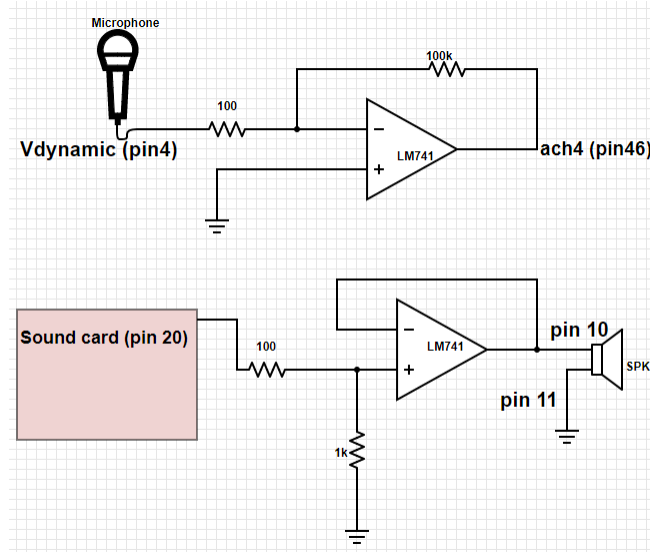 Microphone
100k
100
−
LM741
+
Vdynamic (pin4)
ach4 (pin46)
Sound card (pin 20)
100
−
LM741
+
pin 10
SPK
pin 11
1k